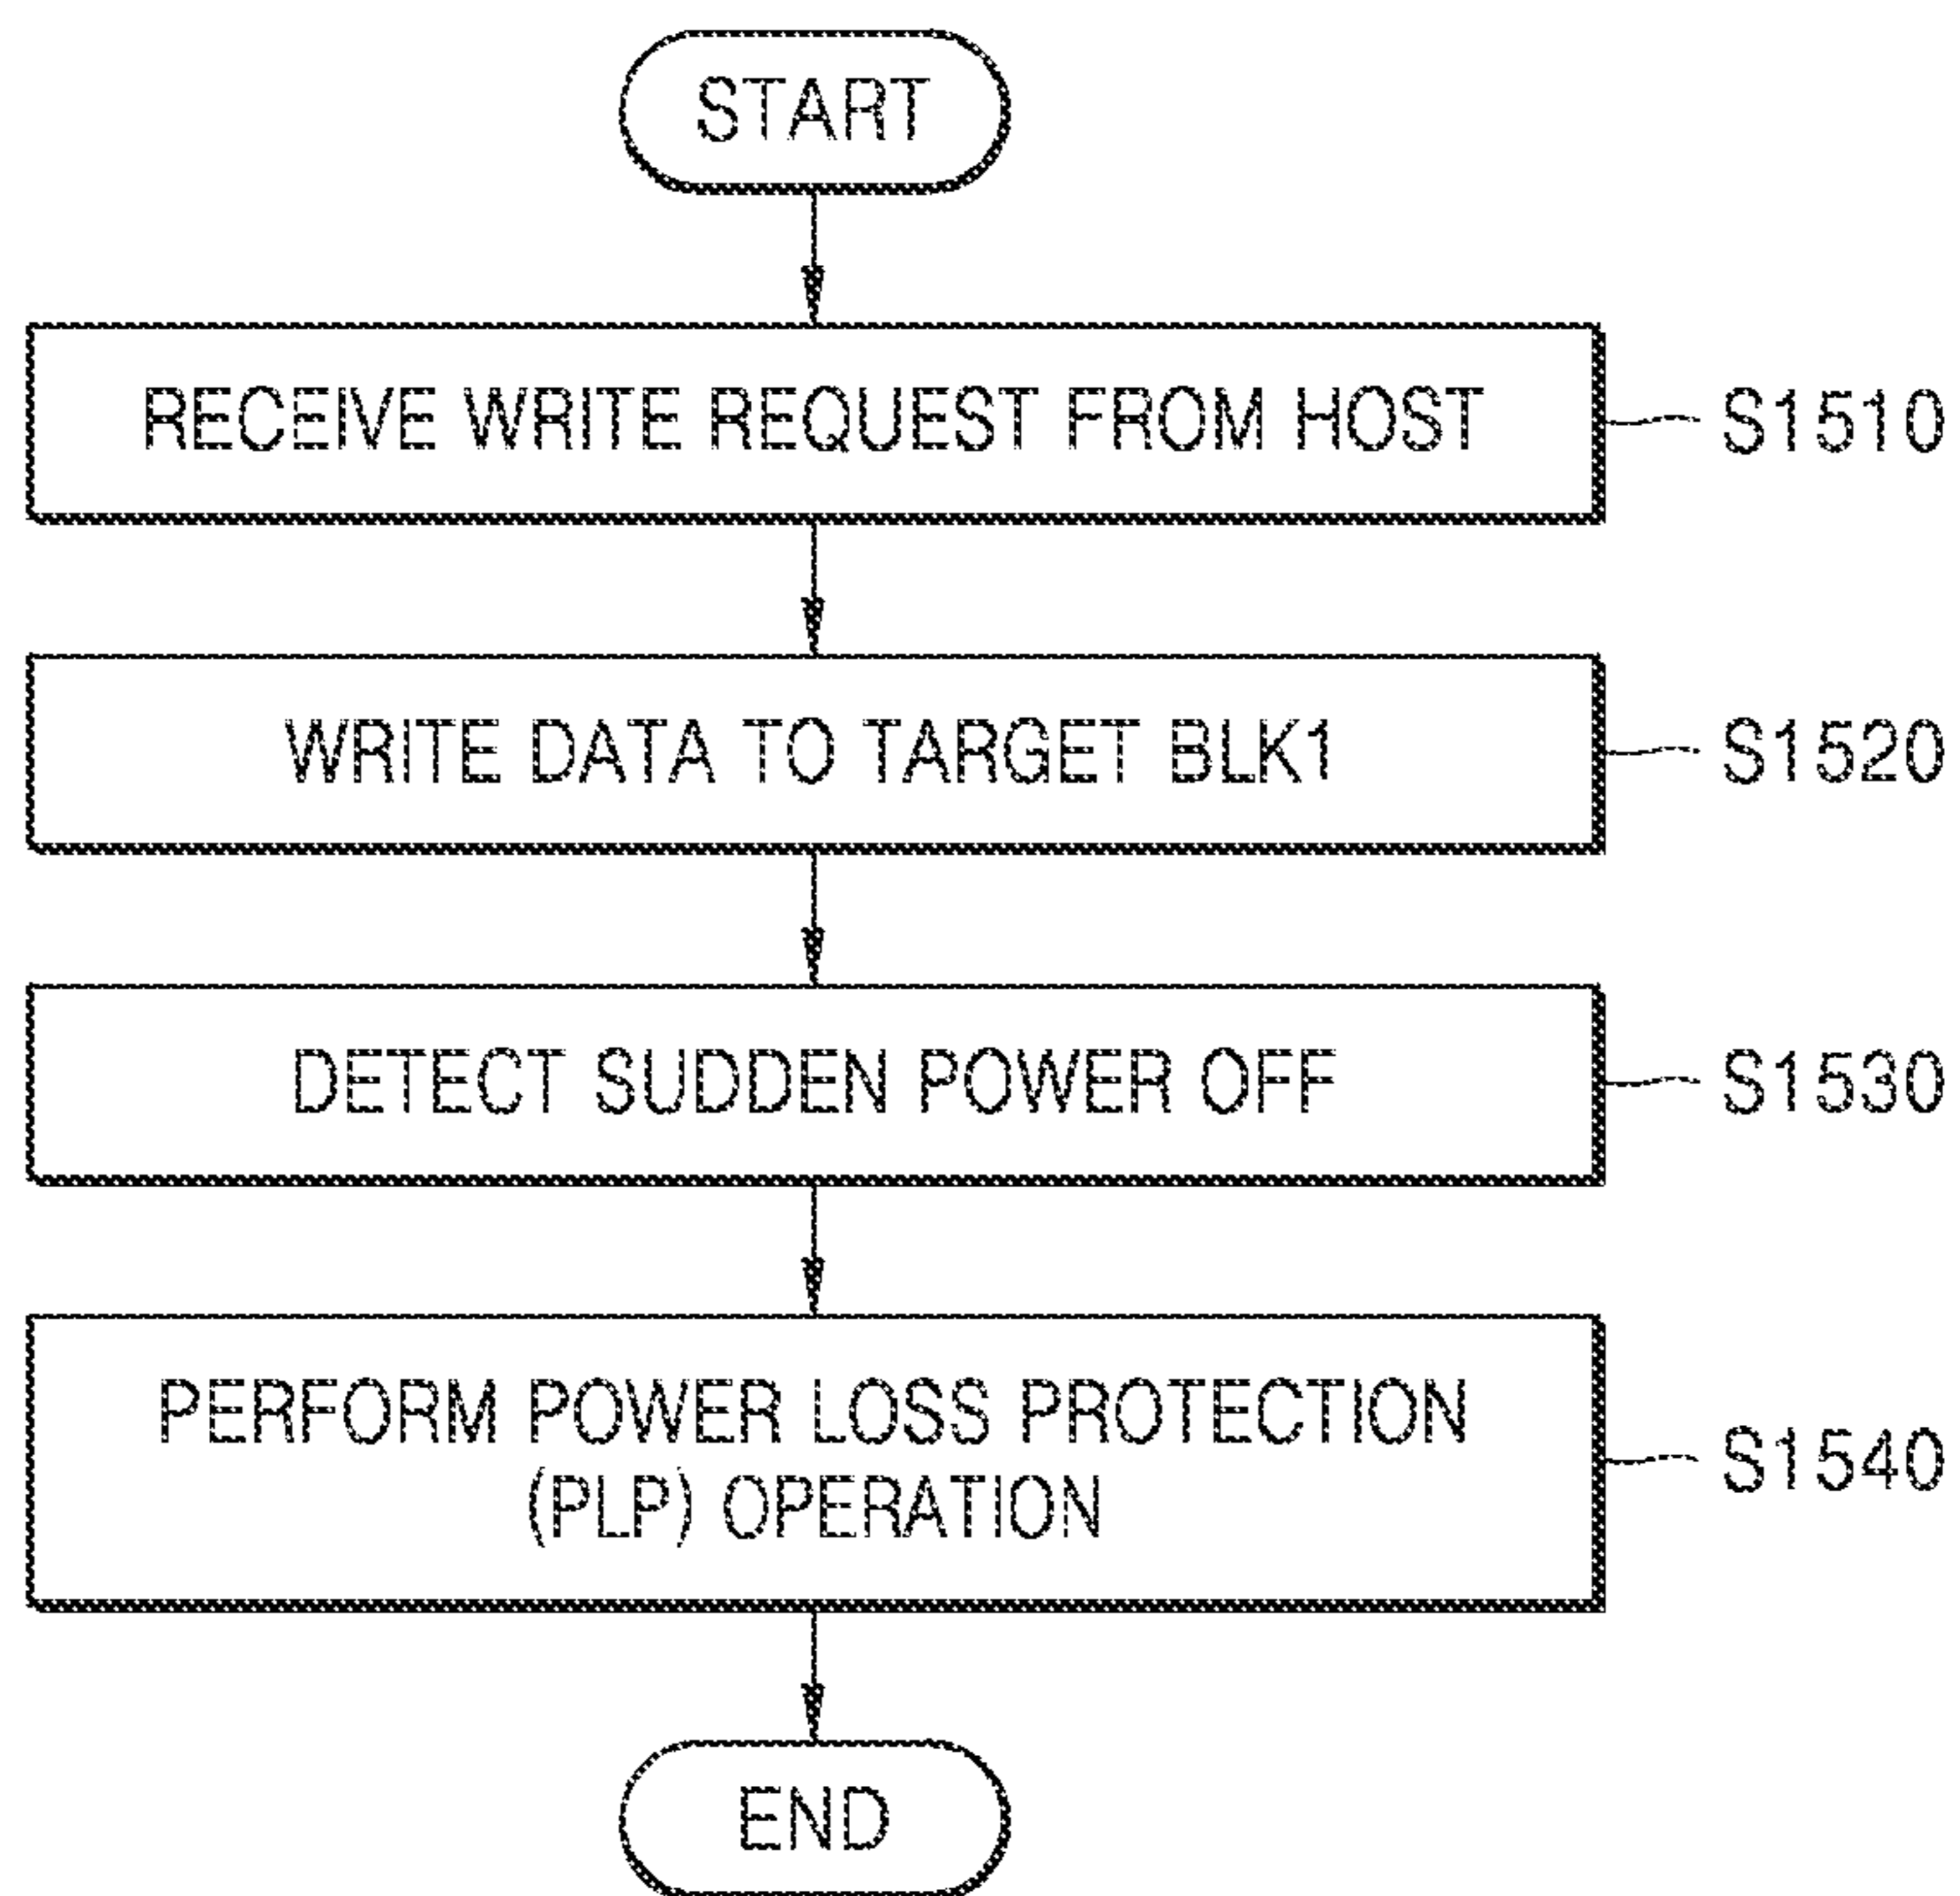 START
RECEIVE WRITE REQUEST FROM HOST
S1510
WRITE DATA TO TARGET BLK1
S1520
DETECT SUDDEN POWER OFF
S1530
PERFORM POWER LOSS PROTECTION
(PLP) OPERATION
S1540
END